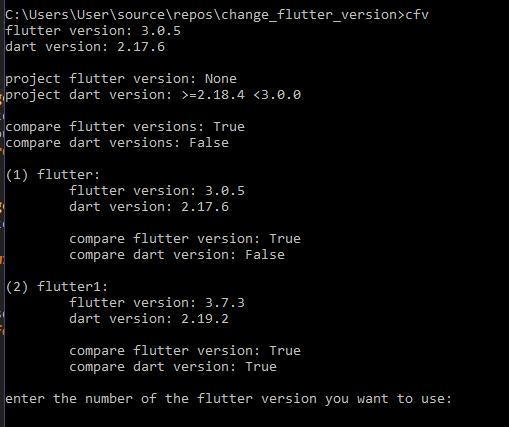 C:\Users\User\source\repos\change_flutter_version>cfv
flutter version: 3.0.5
dart version: 2.17.6
project flutter version: None
project dart version: >=2.18.4 <3.0.0
compare flutter versions: True
compare dart versions: False
(1) flutter:
flutter version: 3.0.5
dart version: 2.17.6
compare flutter version: True
compare dart version: False
(2) flutter1:
flutter version: 3.7.3
dart version: 2.19.2
compare flutter version: True
compare dart version: True
enter the number of the flutter version you want to use: